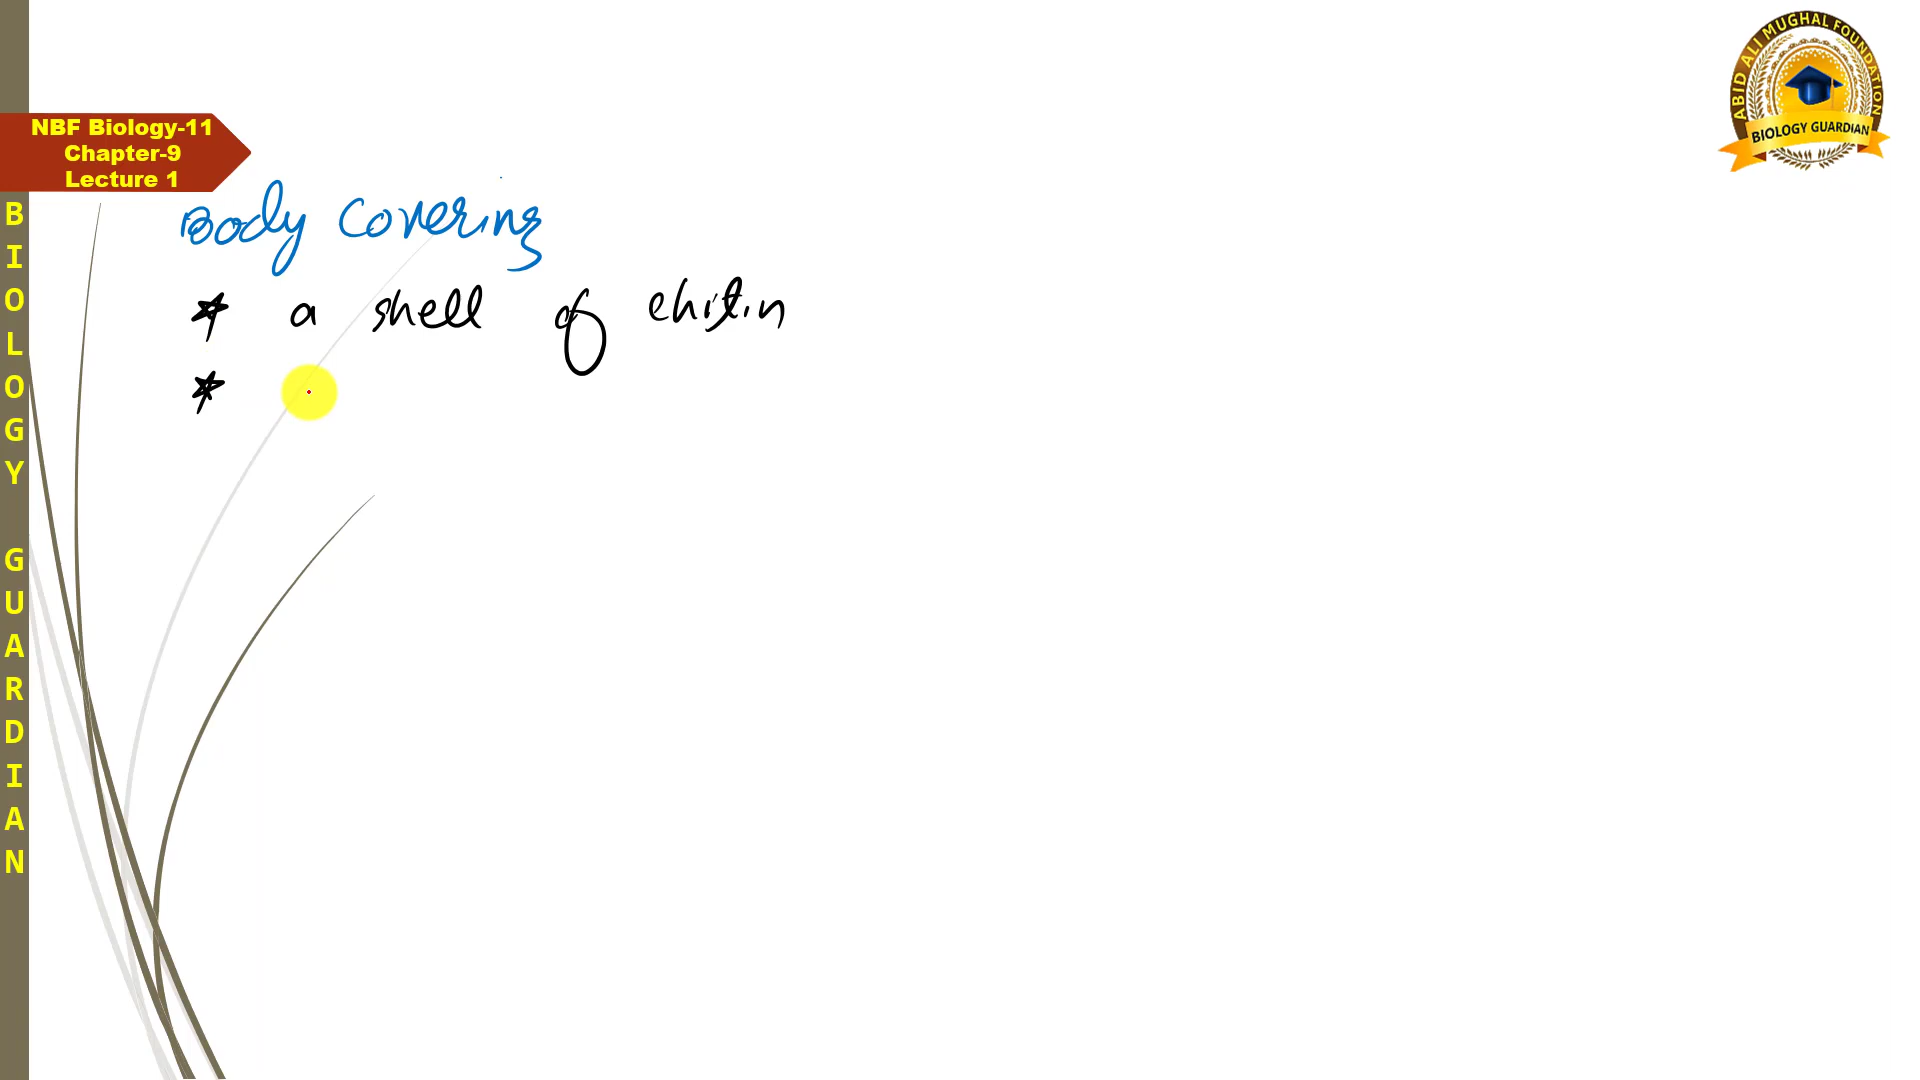 ABID ALI MUGHAL FOUNDATION
BIOLOGY GUARDIAN
NBF Biology-11
Chapter-9
Lecture 1
BIOLOGY GUARDIAN
Body Covering
* a shell of chitin
*